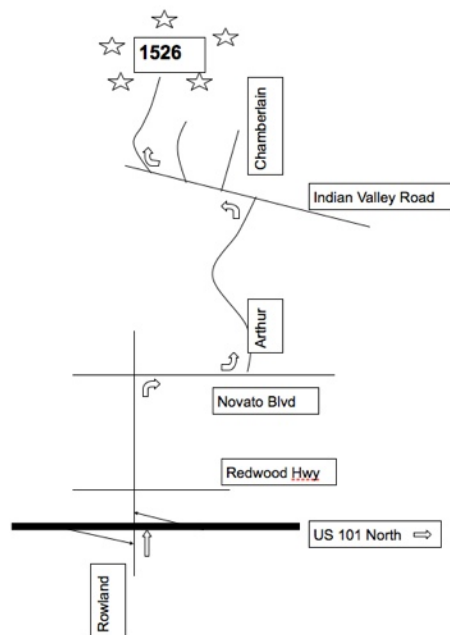 1526
Chamberlain
Indian Valley Road
Arthur
Novato Blvd
Redwood Hwy
US 101 North
Rowland